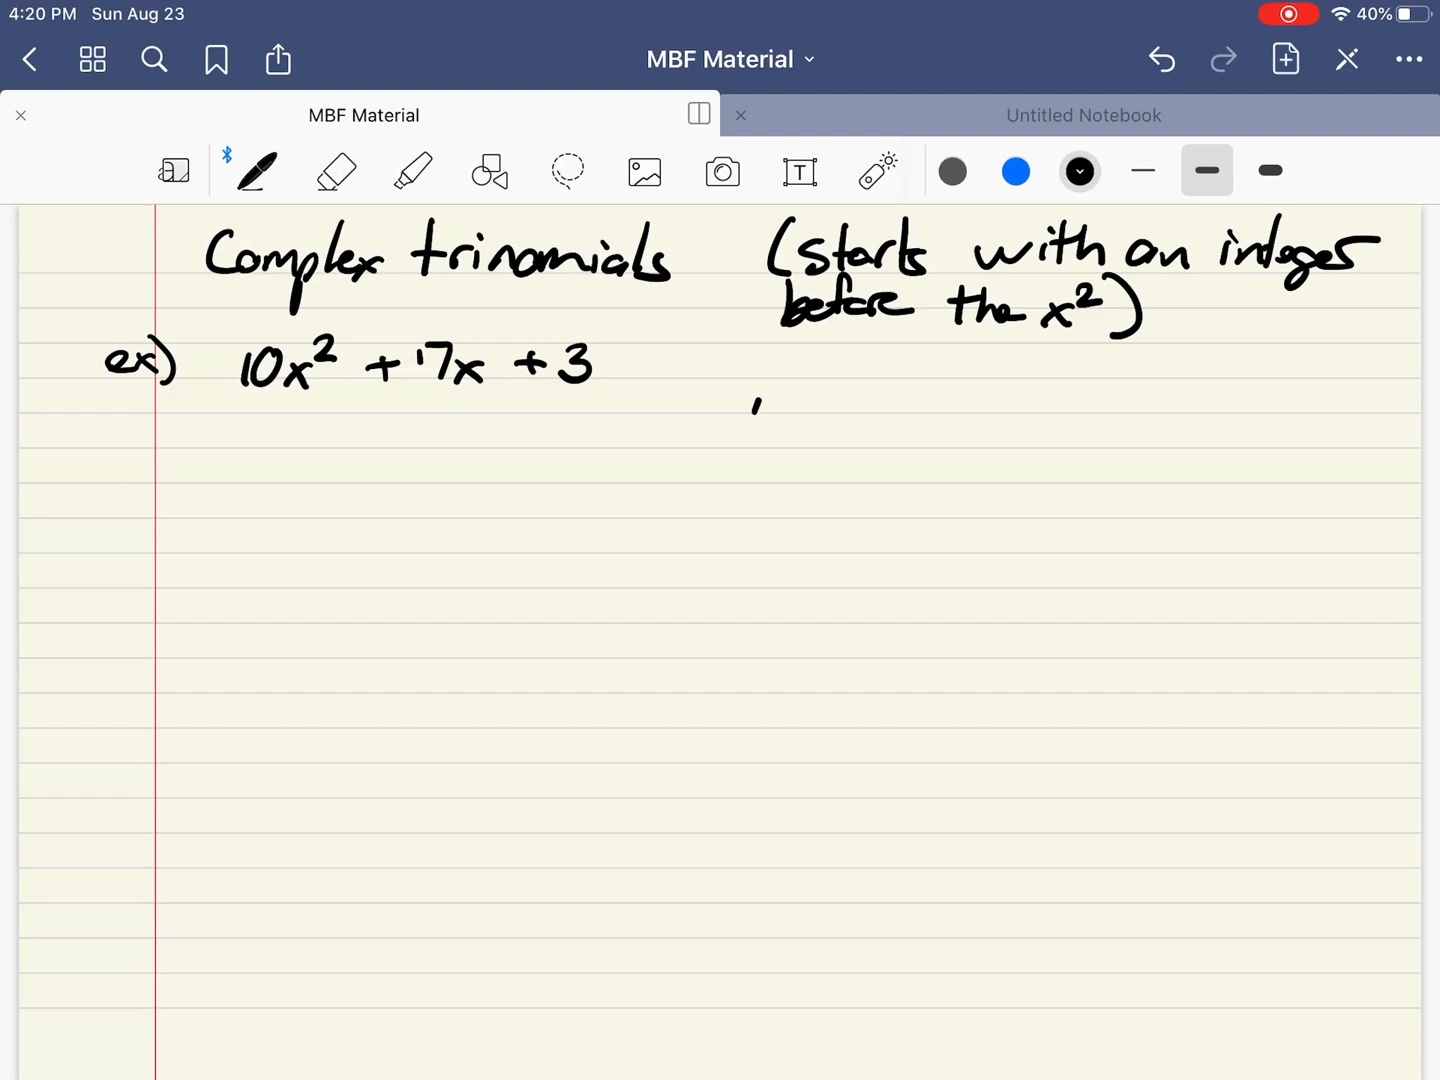 4:20 PM Sun Aug 23 40%
MBF Material
MBF Material Untitled Notebook
T
Complex trinomials (starts with an integer
before the x²)
ex) 10x² + 17x + 3